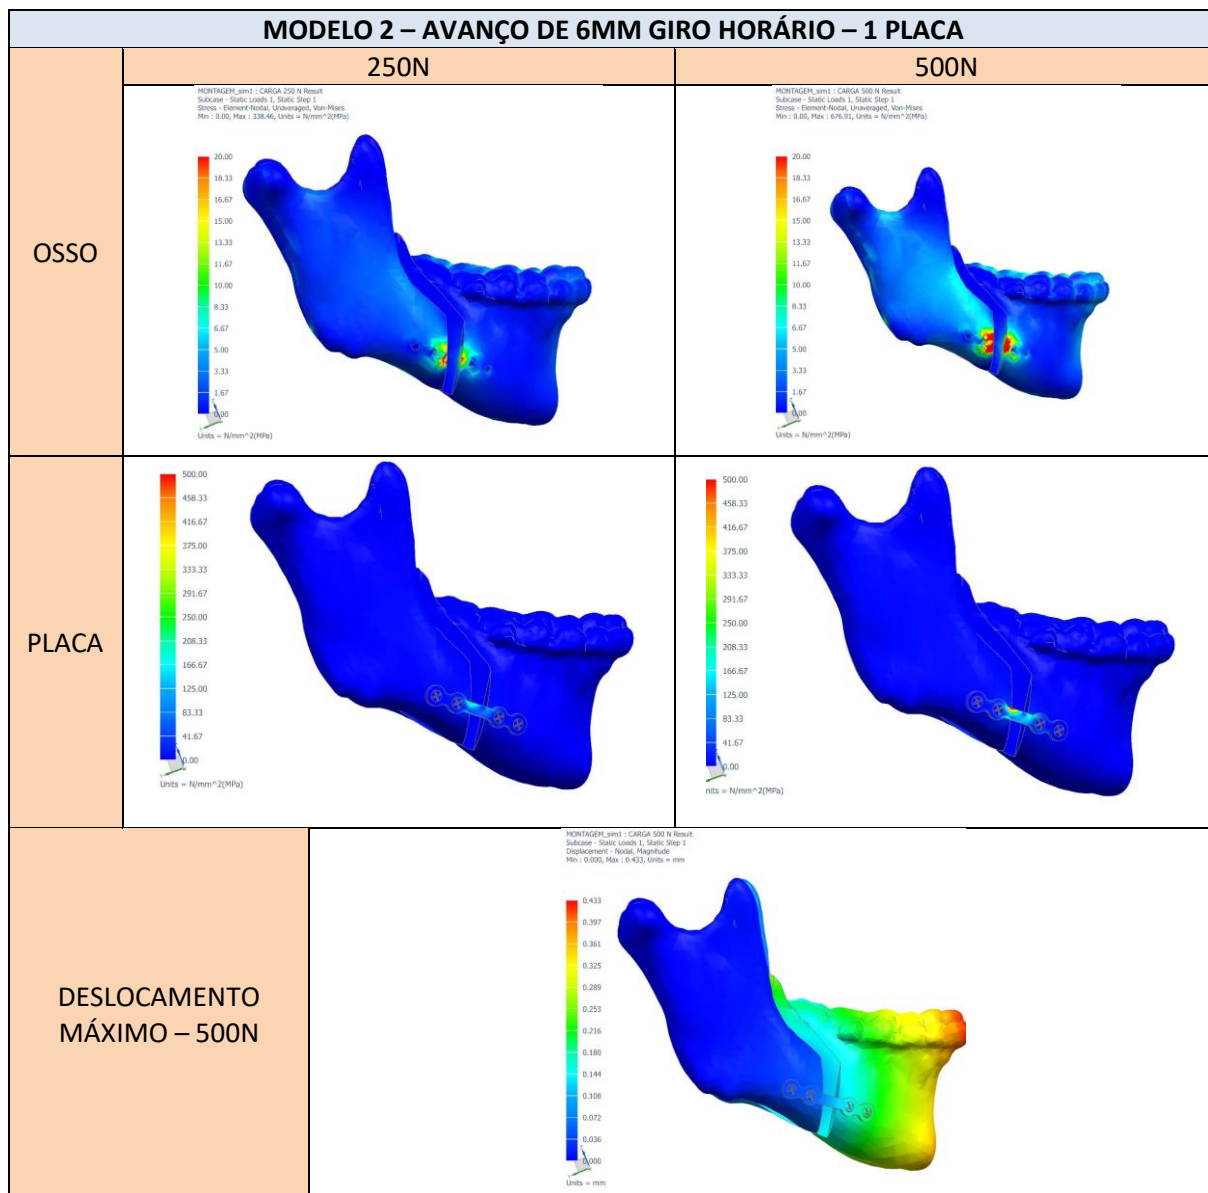 MODELO 2 – AVANÇO DE 6MM GIRO HORÁRIO – 1 PLACA
250N
500N
OSSO
MONTAGEM_sim1 : CARGA 250 N Result
Subcase - Static Loads 1, Static Step 1
Stress - Element-Nodal, Unaveraged, Von-Mises
Min : 0.00, Max : 338.46, Units = N/mm^2(MPa)
20.00
18.33
16.67
15.00
13.33
11.67
10.00
8.33
6.67
5.00
3.33
1.67
0.00
Units = N/mm^2(MPa)
MONTAGEM_sim1 : CARGA 500 N Result
Subcase - Static Loads 1, Static Step 1
Stress - Element-Nodal, Unaveraged, Von-Mises
Min : 0.00, Max : 676.91, Units = N/mm^2(MPa)
20.00
18.33
16.67
15.00
13.33
11.67
10.00
8.33
6.67
5.00
3.33
1.67
0.00
Units = N/mm^2(MPa)
PLACA
500.00
458.33
416.67
375.00
333.33
291.67
250.00
208.33
166.67
125.00
83.33
41.67
0.00
Units = N/mm^2(MPa)
500.00
458.33
416.67
375.00
333.33
291.67
250.00
208.33
166.67
125.00
83.33
41.67
0.00
nits = N/mm^2(MPa)
DESLOCAMENTO
MÁXIMO – 500N
MONTAGEM_sim1 : CARGA 500 N Result
Subcase - Static Loads 1, Static Step 1
Displacement - Nodal, Magnitude
Min : 0.000, Max : 0.433, Units = mm
0.433
0.397
0.361
0.325
0.289
0.253
0.216
0.180
0.144
0.108
0.072
0.036
0.000
Units = mm